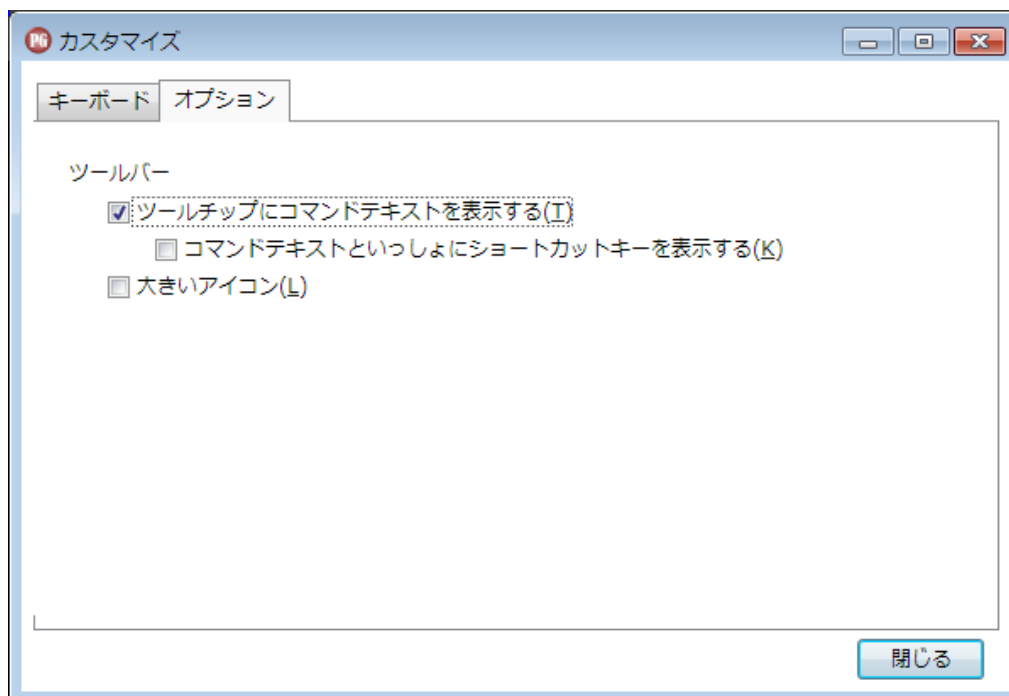 PG カスタマイズ
キーボード オプション
ツールバー
ツールチップにコマンドテキストを表示する(T)
コマンドテキストといっしょにショートカットキーを表示する(K)
大きいアイコン(L)
閉じる